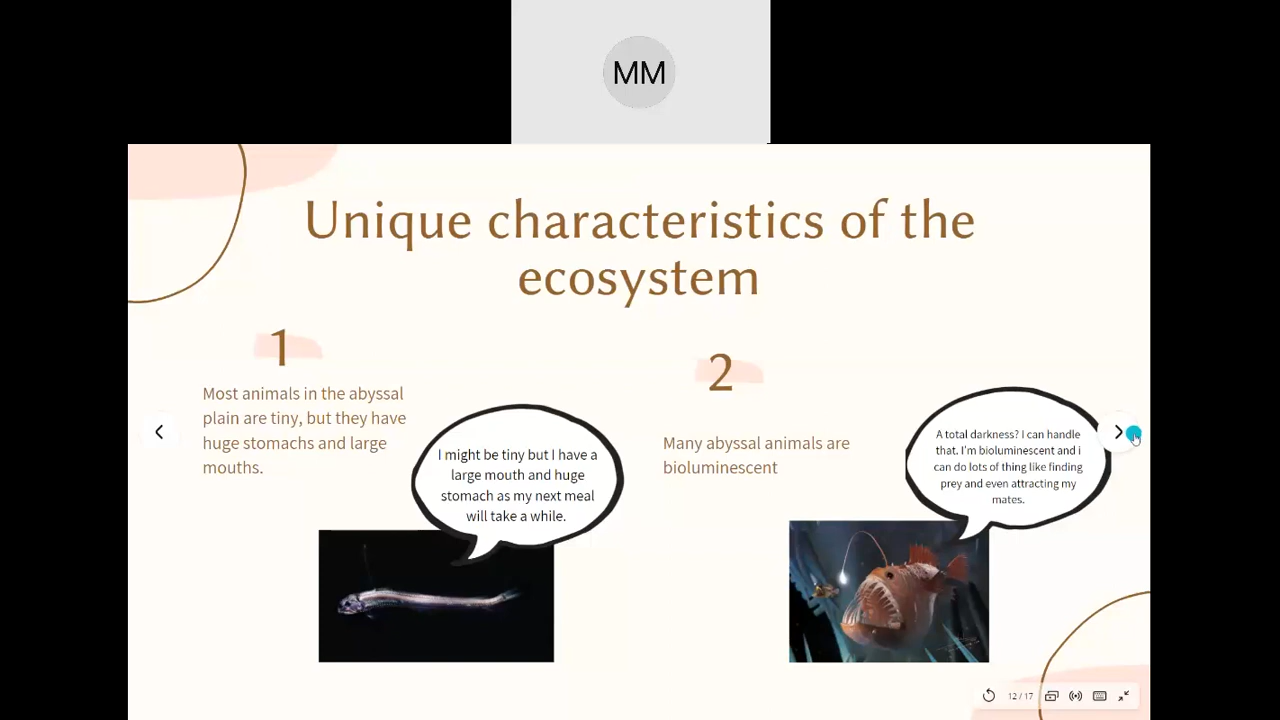 MM
Unique characteristics of the
ecosystem
1
Most animals in the abyssal
plain are tiny, but they have
huge stomachs and large
mouths.
I might be tiny but I have a
large mouth and huge
stomach as my next meal
will take a while.
2
Many abyssal animals are
bioluminescent
A total darkness? I can handle
that. I'm bioluminescent and i
can do lots of thing like finding
prey and even attracting my
mates.
12 / 17